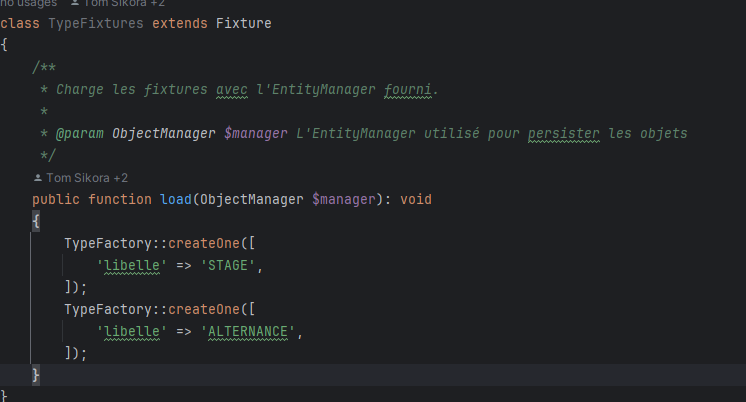 no usages Tom Sikora +2
class TypeFixtures extends Fixture
{
/**
* Charge les fixtures avec l'EntityManager fourni.
*
* @param ObjectManager $manager L'EntityManager utilisé pour persister les objets
*/
Tom Sikora +2
public function load(ObjectManager $manager): void
{
TypeFactory::createOne([
'libelle' => 'STAGE',
]);
TypeFactory::createOne([
'libelle' => 'ALTERNANCE',
]);
}
}